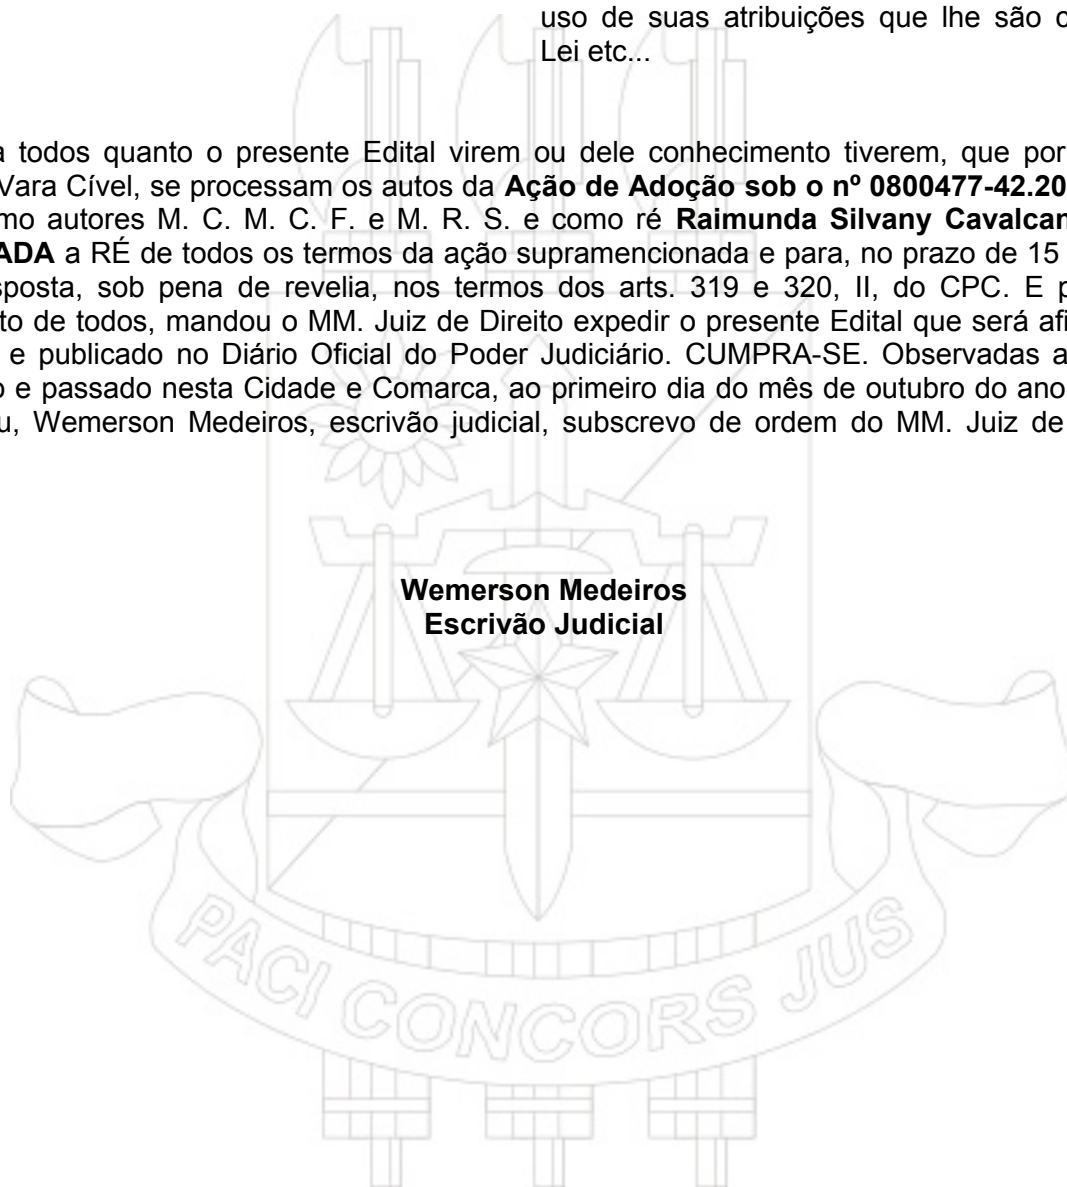 uso de suas atribuições que lhe são c
Lei etc...
a todos quanto o presente Edital virem ou dele conhecimento tiverem, que por
Vara Cível, se processam os autos da Ação de Adoção sob o nº 0800477-42.20
mo autores M. C. M. C. F. e M. R. S. e como ré Raimunda Silvany Cavalcan
ADA a RÉ de todos os termos da ação supramencionada e para, no prazo de 15
sposta, sob pena de revelia, nos termos dos arts. 319 e 320, II, do CPC. E p
to de todos, mandou o MM. Juiz de Direito expedir o presente Edital que será afi
e publicado no Diário Oficial do Poder Judiciário. CUMPRA-SE. Observadas a
o e passado nesta Cidade e Comarca, ao primeiro dia do mês de outubro do ano
u, Wemerson Medeiros, escrivão judicial, subscrevo de ordem do MM. Juiz de
Wemerson Medeiros
Escrivão Judicial
PACI CONCORS JUS